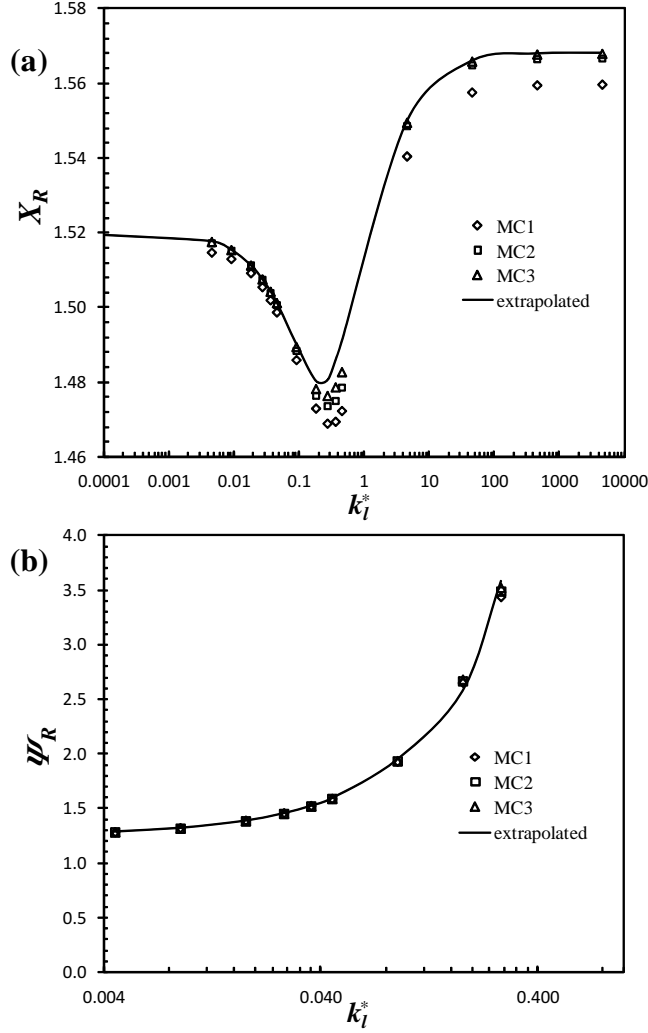 (a)
1.58
1.56
1.54
1.52
1.50
1.48
1.46
X_R
MC1
MC2
MC3
extrapolated
0.0001 0.001 0.01 0.1 1 10 100 1000 10000
k_l^*
(b)
4.0
3.5
3.0
2.5
2.0
1.5
1.0
0.5
0.0
ψ_R
MC1
MC2
MC3
extrapolated
0.004 0.040 0.400
k_l^*